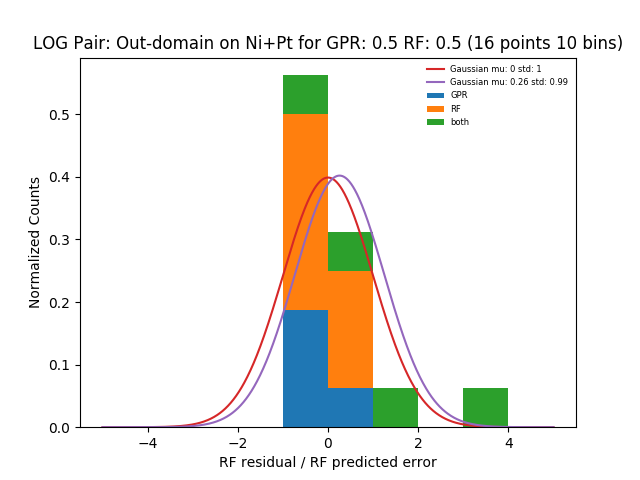 LOG Pair: Out-domain on Ni+Pt for GPR: 0.5 RF: 0.5 (16 points 10 bins)
Gaussian mu: 0 std: 1
Gaussian mu: 0.26 std: 0.99
GPR
RF
both
Normalized Counts
0.5
0.4
0.3
0.2
0.1
0.0
−4 −2 0 2 4
RF residual / RF predicted error